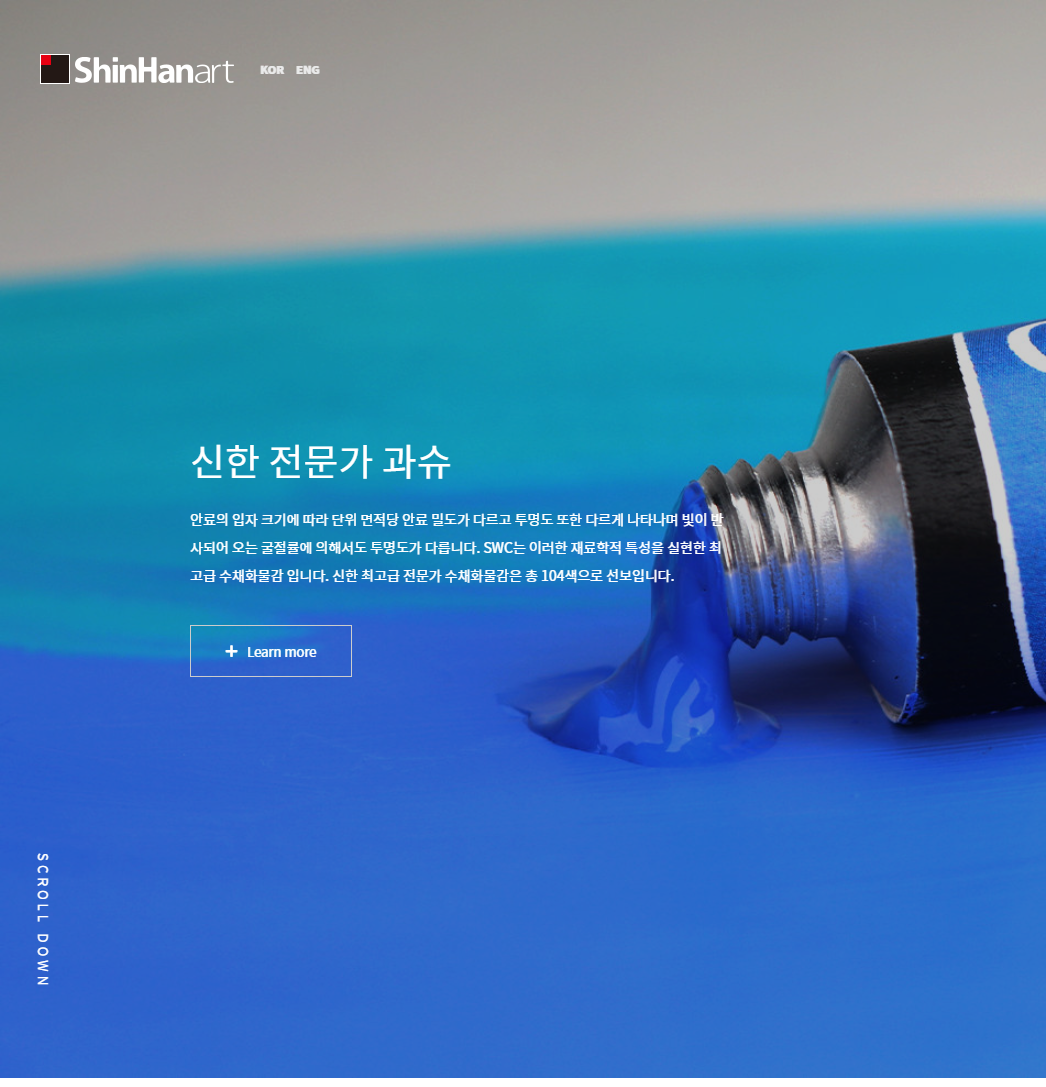 ShinHanart
KOR ENG
신한 전문가 과슈
안료의 입자 크기에 따라 단위 면적당 안료 밀도가 다르고 투명도 또한 다르게 나타나며 빛이 반
사되어 오는 굴절률에 의해서도 투명도가 다릅니다. SWC는 이러한 재료학적 특성을 실현한 최
고급 수채화물감 입니다. 신한 최고급 전문가 수채화물감은 총 104색으로 선보입니다.
+ Learn more
SCROLL DOWN